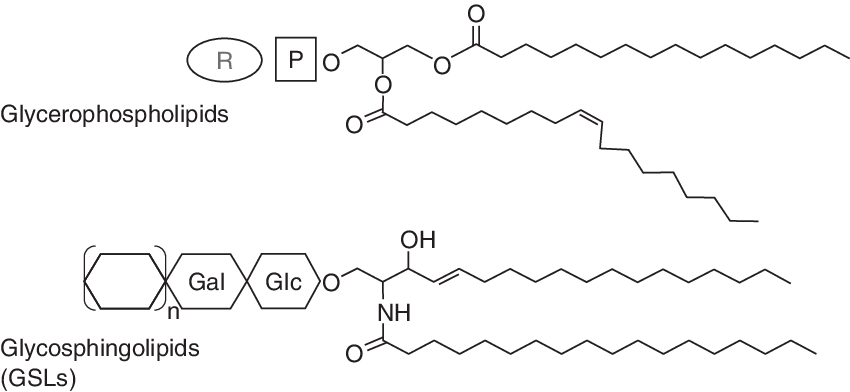 O
R P O O
O
O
Glycerophospholipids
OH
Gal Glc O
n
NH
Glycosphingolipids
O
(GSLs)